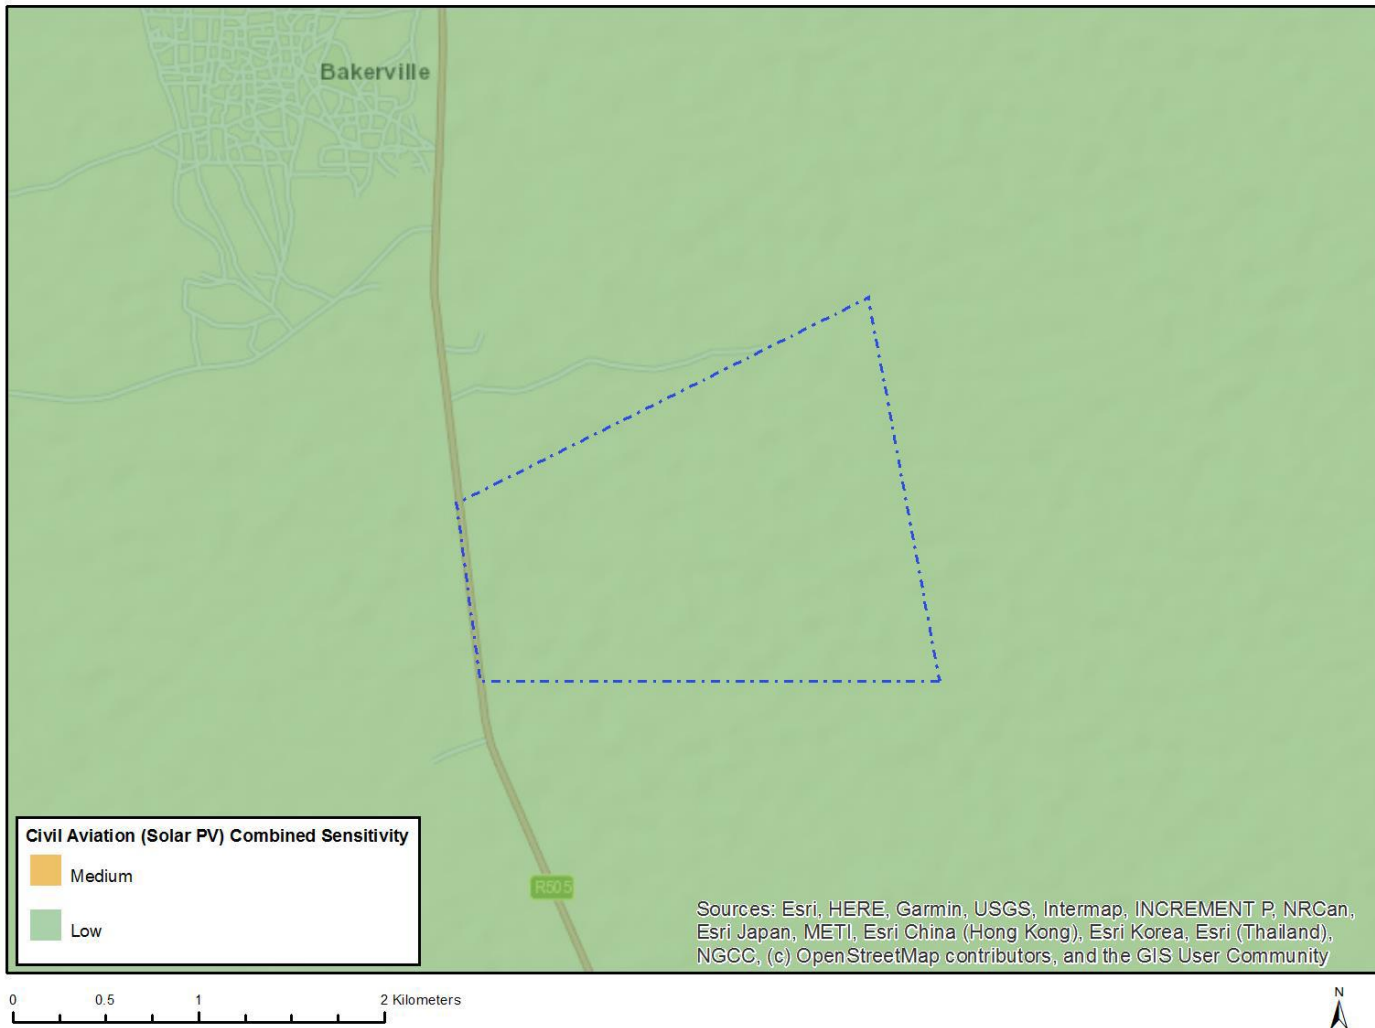 Bakerville
R505
Civil Aviation (Solar PV) Combined Sensitivity
Medium
Low
Sources: Esri, HERE, Garmin, USGS, Intermap, INCREMENT P, NRCan,
Esri Japan, METI, Esri China (Hong Kong), Esri Korea, Esri (Thailand),
NGCC, (c) OpenStreetMap contributors, and the GIS User Community
0 0.5 1 2 Kilometers
N